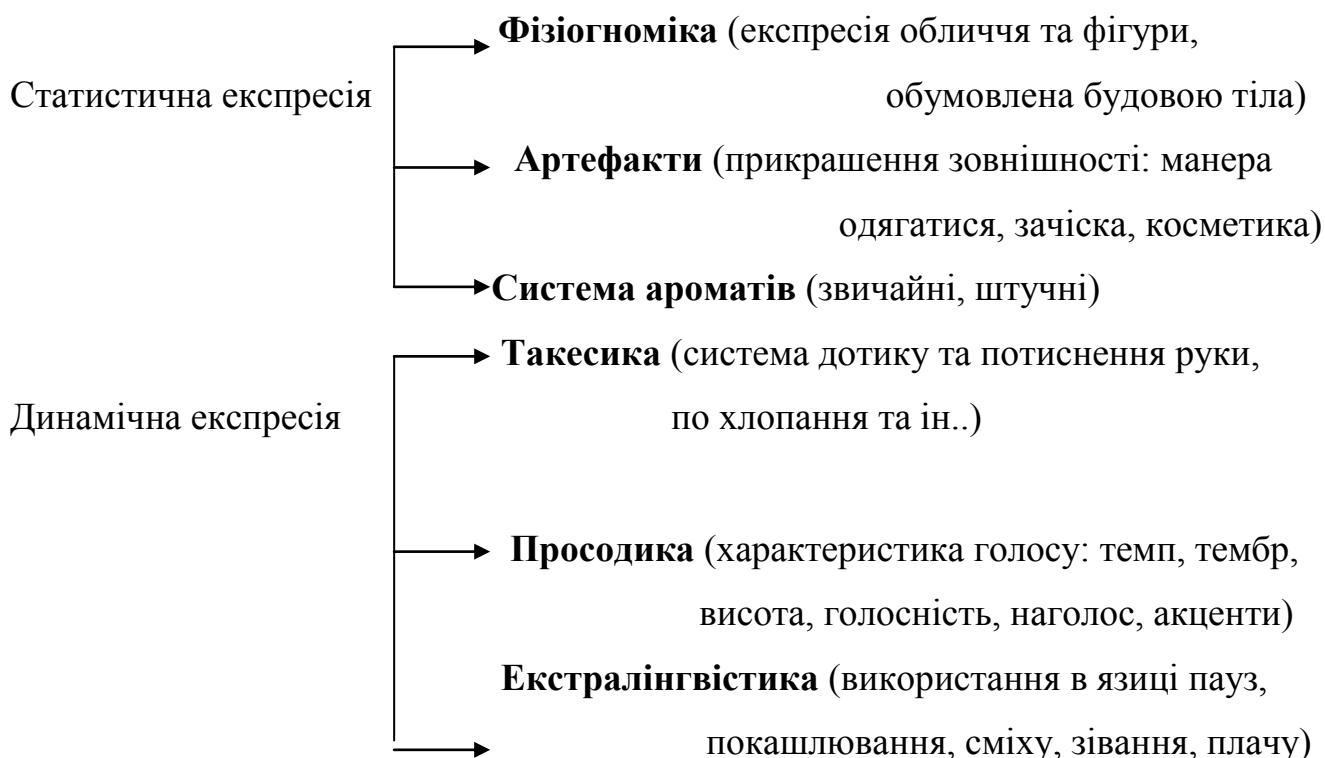 Фізіогноміка (експресія обличчя та фігури,
Статистична експресія
обумовлена будовою тіла)
Артефакти (прикрашення зовнішності: манера
одягатися, зачіска, косметика)
Система ароматів (звичайні, штучні)
Такесика (система дотику та потиснення руки,
Динамічна експресія
по хлопання та ін..)
Просодика (характеристика голосу: темп, тембр,
висота, голосність, наголос, акценти)
Екстралінгвістика (використання в язиці пауз,
покашлювання, сміху, зівання, плачу)